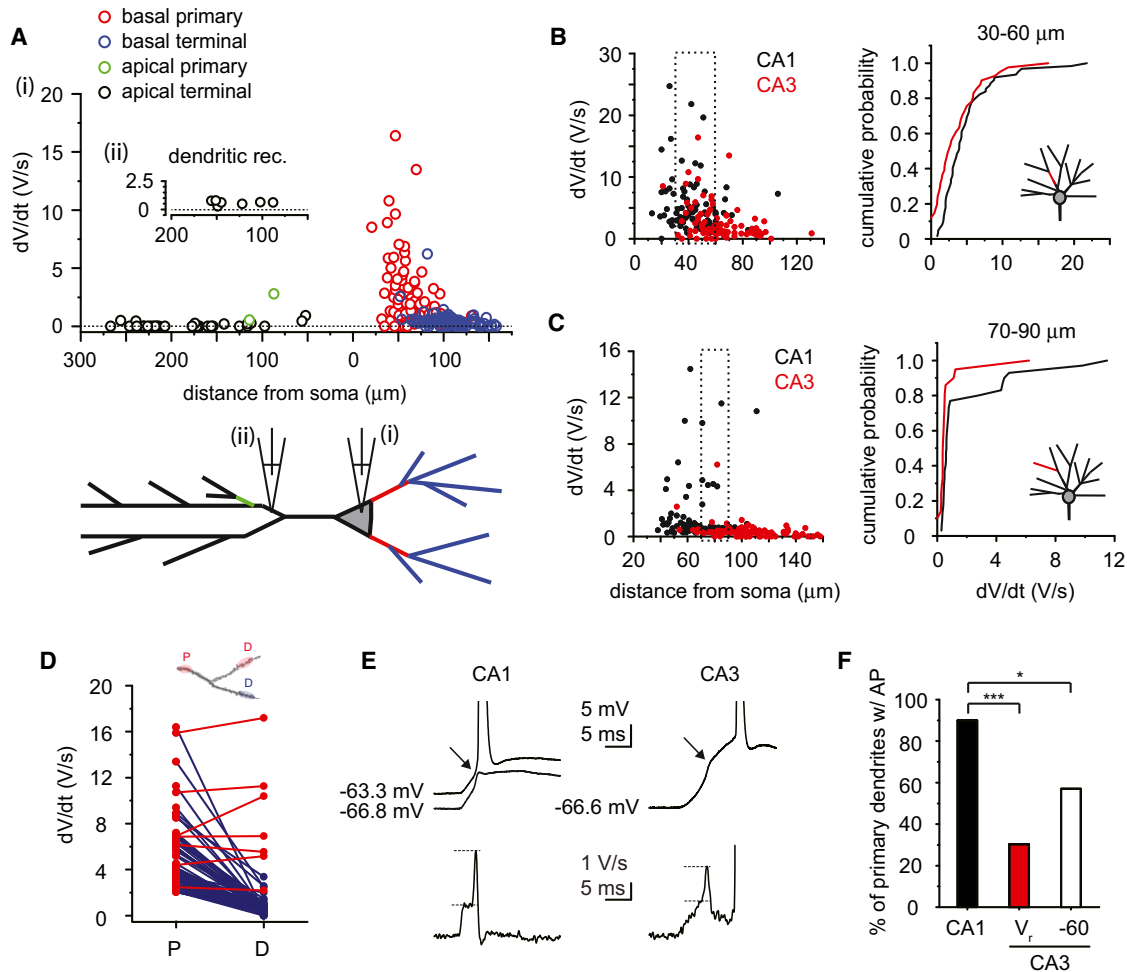 A
basal primary
basal terminal
apical primary
apical terminal
(i)
20
15
10
5
0
dV/dt (V/s)
(ii)
dendritic rec.
2.5
0
200
100
300
200
100
0
100
distance from soma (μm)
(ii)
(i)
B
30
25
20
15
10
5
0
dV/dt (V/s)
CA1
CA3
0
40
80
120
30-60 μm
cumulative probability
1.0
0.8
0.6
0.4
0.2
0
0
10
20
C
16
12
8
4
0
dV/dt (V/s)
CA1
CA3
20
60
100
140
distance from soma (μm)
70-90 μm
cumulative probability
1.0
0.8
0.6
0.4
0.2
0
0
4
8
12
dV/dt (V/s)
D
P
D
D
20
16
12
8
4
0
dV/dt (V/s)
P
D
E
CA1
CA3
5 mV
5 ms
-63.3 mV
-66.8 mV
-66.6 mV
1 V/s
5 ms
F
% of primary dendrites w/ AP
100
80
60
40
20
0
*
***
CA1
Vr
-60
CA3